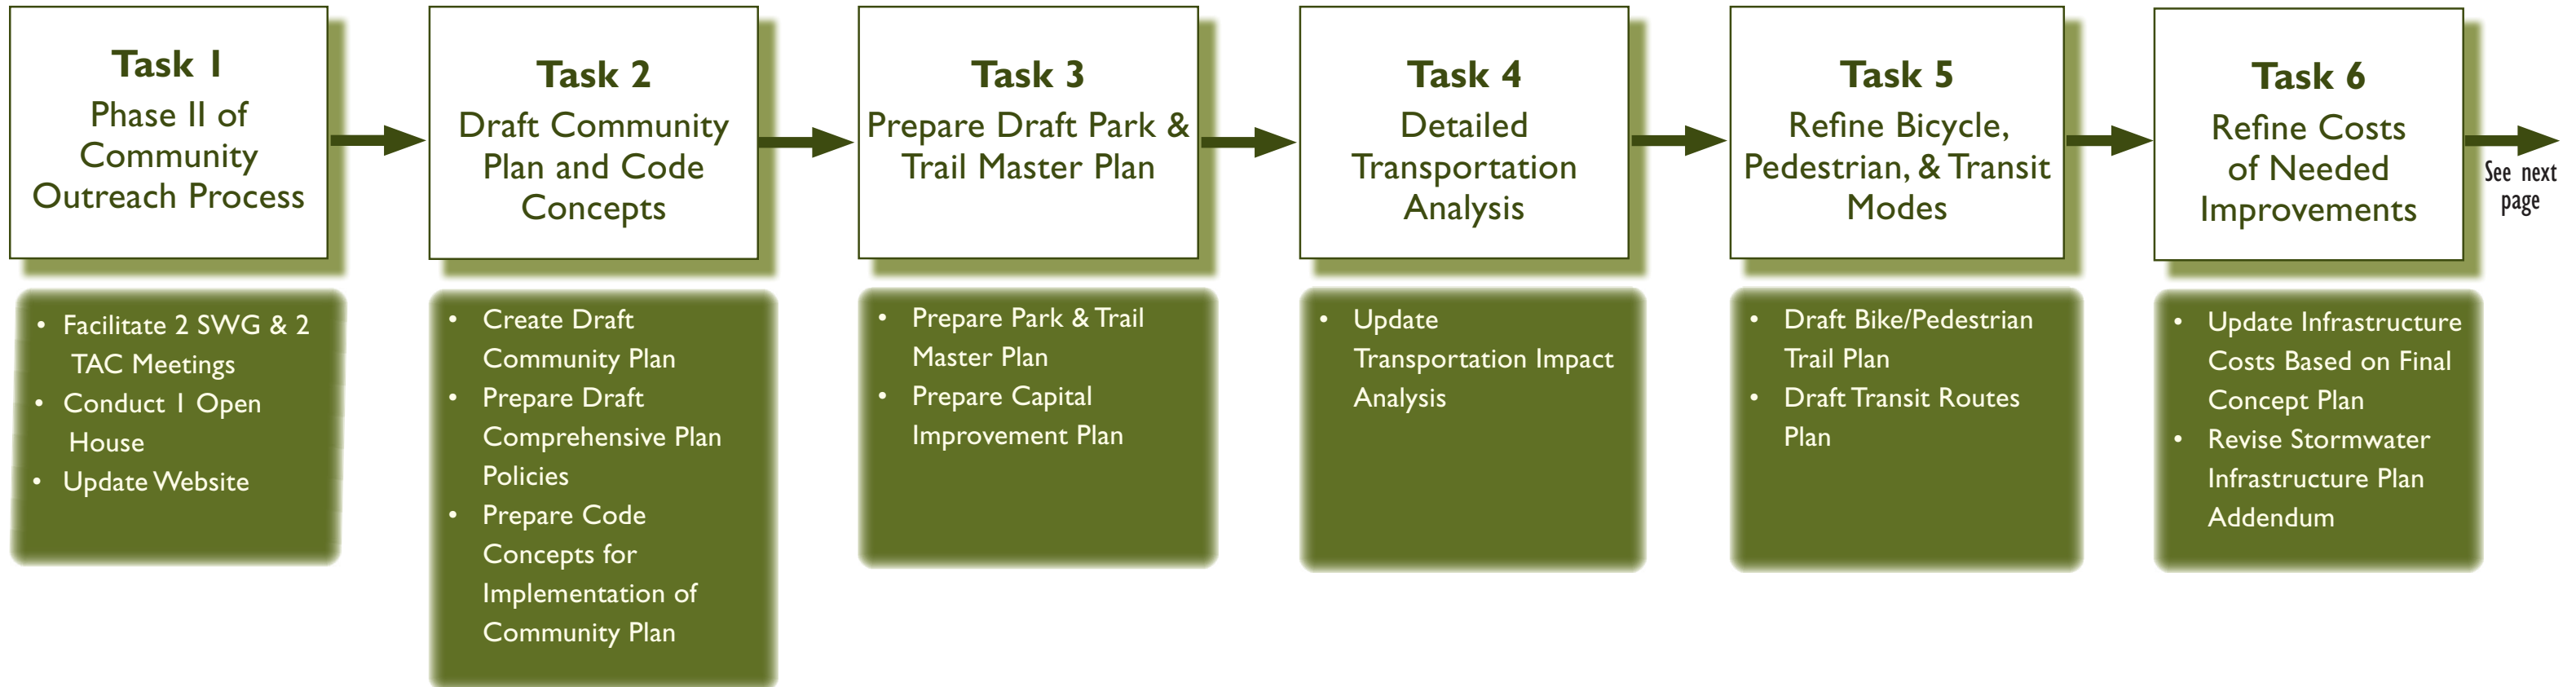 Task 1
Phase II of
Community
Outreach Process
• Facilitate 2 SWG & 2
TAC Meetings
• Conduct 1 Open
House
• Update Website
Task 2
Draft Community
Plan and Code
Concepts
• Create Draft
Community Plan
• Prepare Draft
Comprehensive Plan
Policies
• Prepare Code
Concepts for
Implementation of
Community Plan
Task 3
Prepare Draft Park &
Trail Master Plan
• Prepare Park & Trail
Master Plan
• Prepare Capital
Improvement Plan
Task 4
Detailed
Transportation
Analysis
• Update
Transportation Impact
Analysis
Task 5
Refine Bicycle,
Pedestrian, & Transit
Modes
• Draft Bike/Pedestrian
Trail Plan
• Draft Transit Routes
Plan
Task 6
Refine Costs
of Needed
Improvements
• Update Infrastructure
Costs Based on Final
Concept Plan
• Revise Stormwater
Infrastructure Plan
Addendum
See next
page